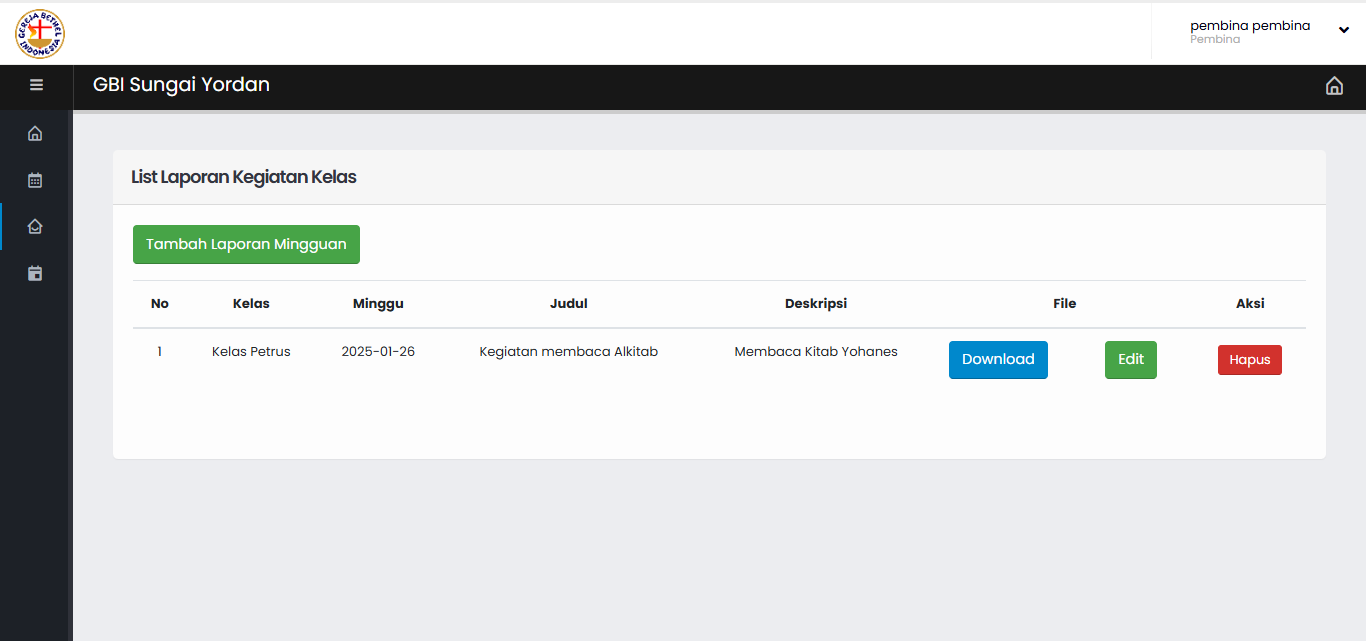 GEREJA BETHEL INDONESIA
pembina pembina
Pembina
GBI Sungai Yordan
List Laporan Kegiatan Kelas
Tambah Laporan Mingguan
No Kelas Minggu Judul Deskripsi File Aksi
1 Kelas Petrus 2025-01-26 Kegiatan membaca Alkitab Membaca Kitab Yohanes Download Edit Hapus